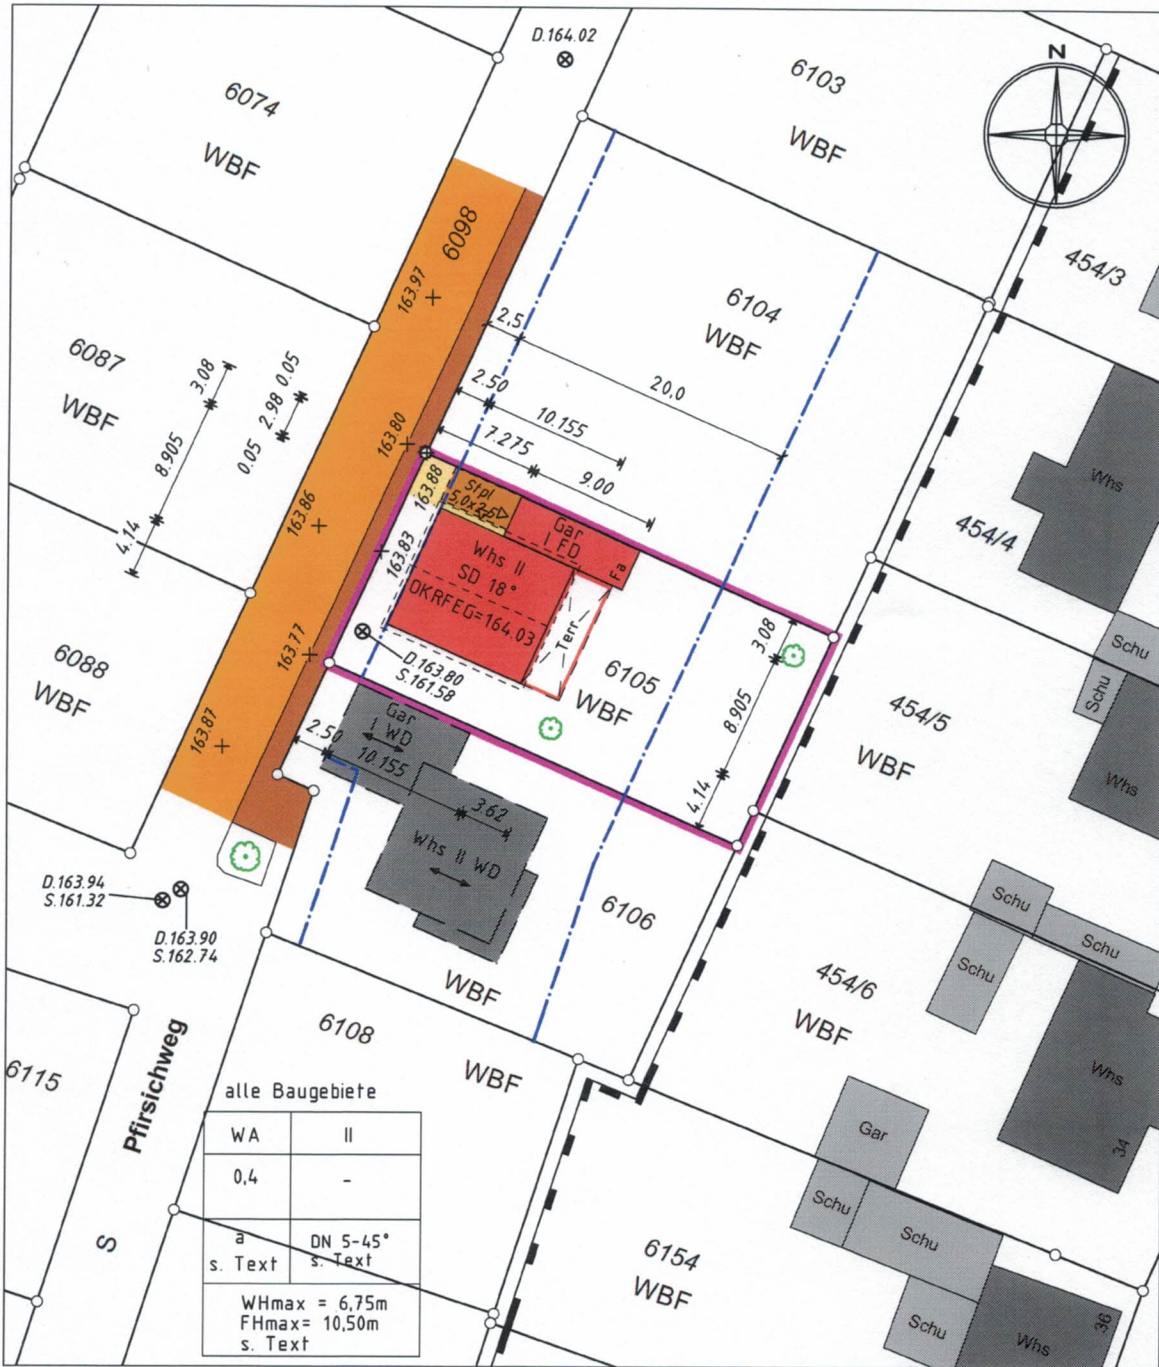 D.164.02
N
6103
WBF
6074
WBF
6098
163.97
454/3
6104
WBF
2,5
20,0
6087
WBF
3.08
8.905
4.14
0.05
2.98
0.05
2.50
10.155
7.275
9.00
163.80
163.86
163.88
Stpl
5,0x2,5
Gar
I FD
Fa
163.83
Whs II
SD 18°
OKRFEG=164.03
Terr
Whs
454/4
Schu
Schu
6088
WBF
163.77
D.163.80
S.161.58
6105
WBF
3.08
8.905
4.14
454/5
WBF
Whs
163.87
Gar
I WD
2.50
10.155
3.62
Whs II WD
D.163.94
S.161.32
D.163.90
S.162.74
6106
WBF
Schu
Schu
Schu
454/6
WBF
Whs
34
6115
Pfirsichweg
S
6108
WBF
alle Baugebiete
WA II
0,4 -
a DN 5-45°
s. Text s. Text
WHmax = 6,75m
FHmax= 10,50m
s. Text
Gar
Schu
Schu
Schu
6154
WBF
Whs
36